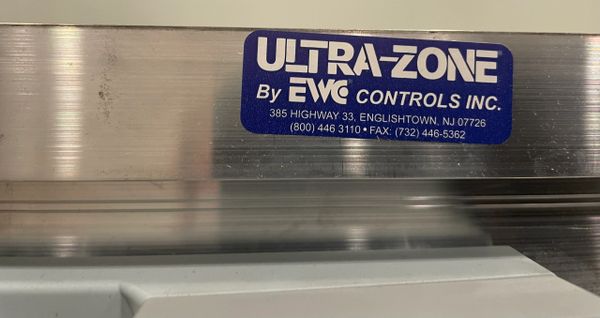 ULTRA-ZONE
By EWC CONTROLS INC.
385 HIGHWAY 33, ENGLISHTOWN, NJ 07726
(800) 446 3110 • FAX: (732) 446-5362